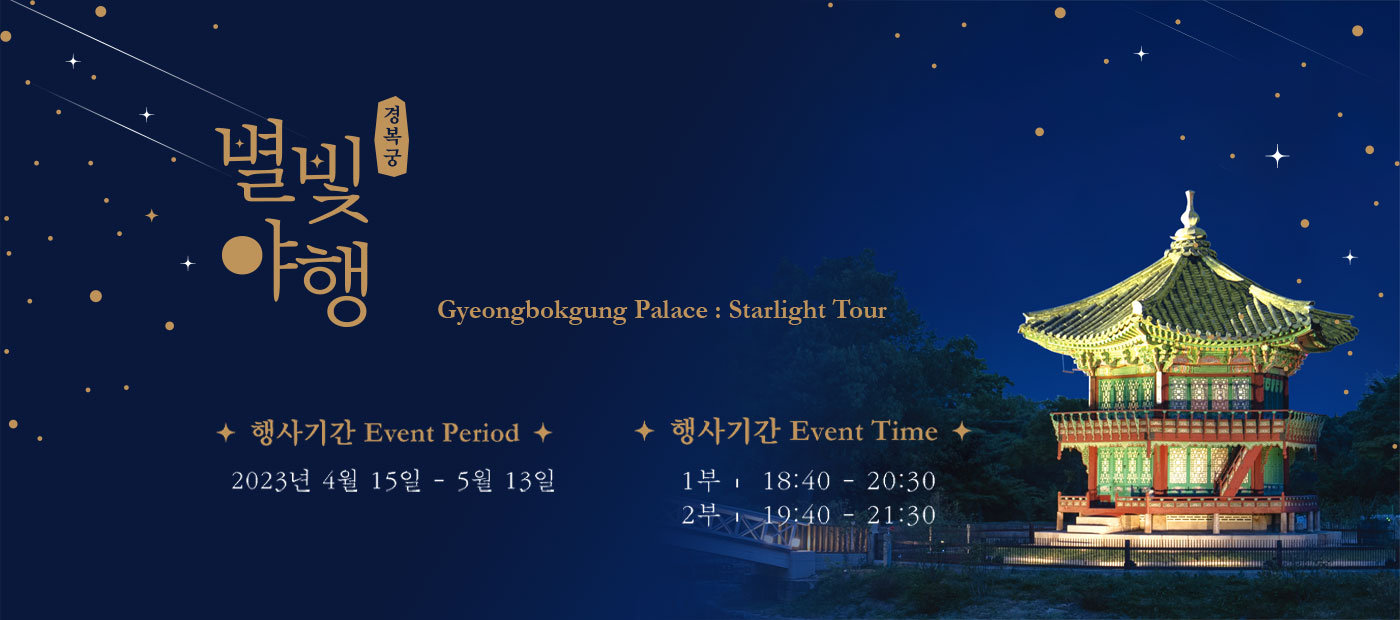 경복궁
별빛
야행
Gyeongbokgung Palace : Starlight Tour
행사기간 Event Period
2023년 4월 15일 - 5월 13일
행사기간 Event Time
1부 ı 18:40 - 20:30
2부 ı 19:40 - 21:30